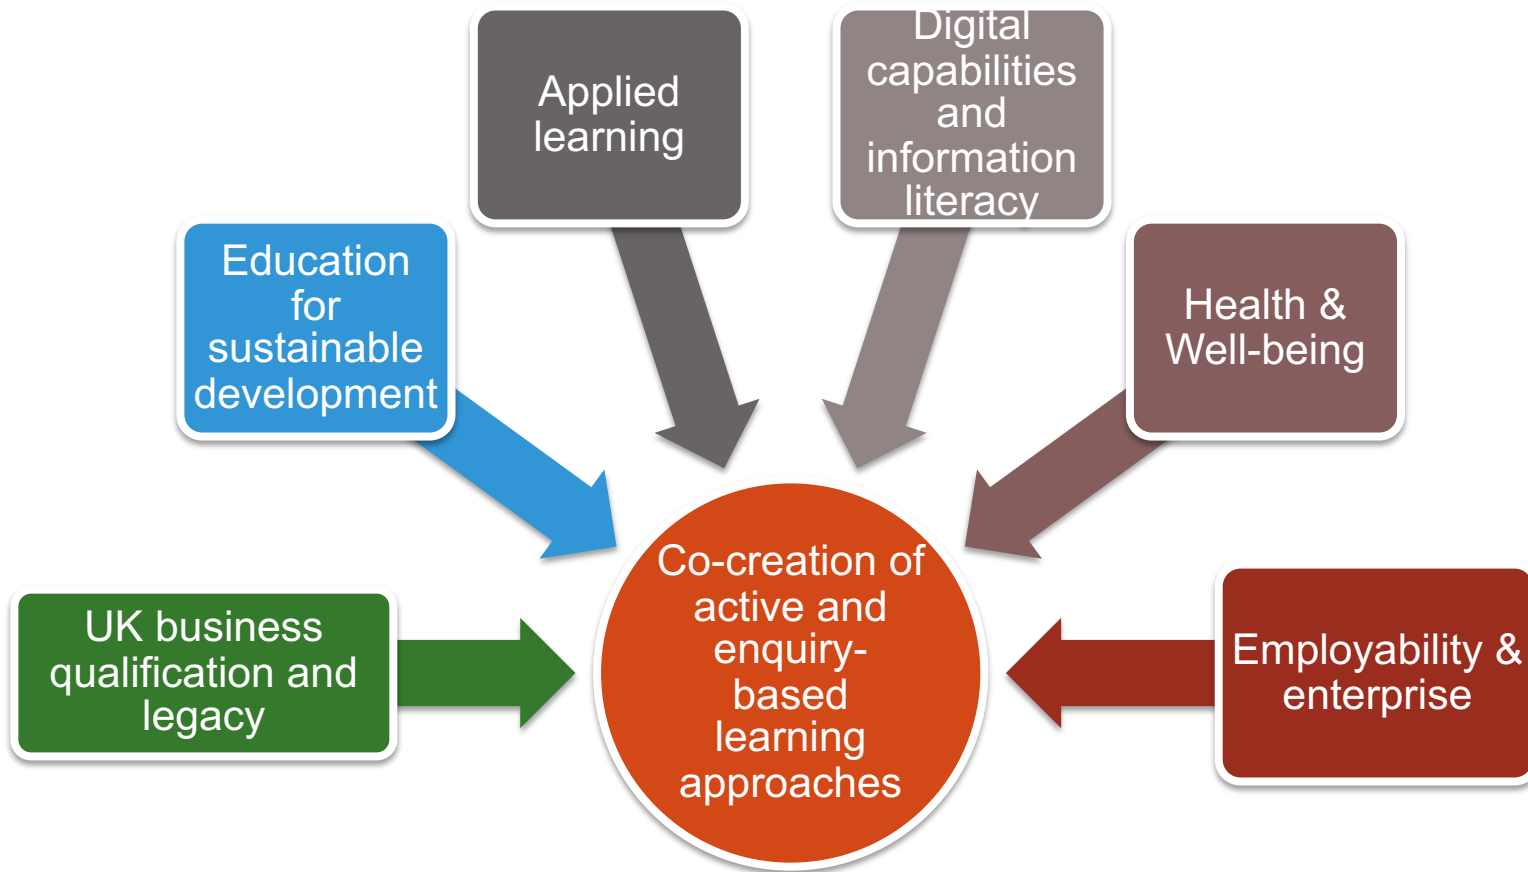 Digital
capabilities
and
information
literacy
Applied
learning
Education
for
sustainable
development
Health &
Well-being
UK business
qualification and
legacy
Co-creation of
active and
enquiry-
based
learning
approaches
Employability &
enterprise